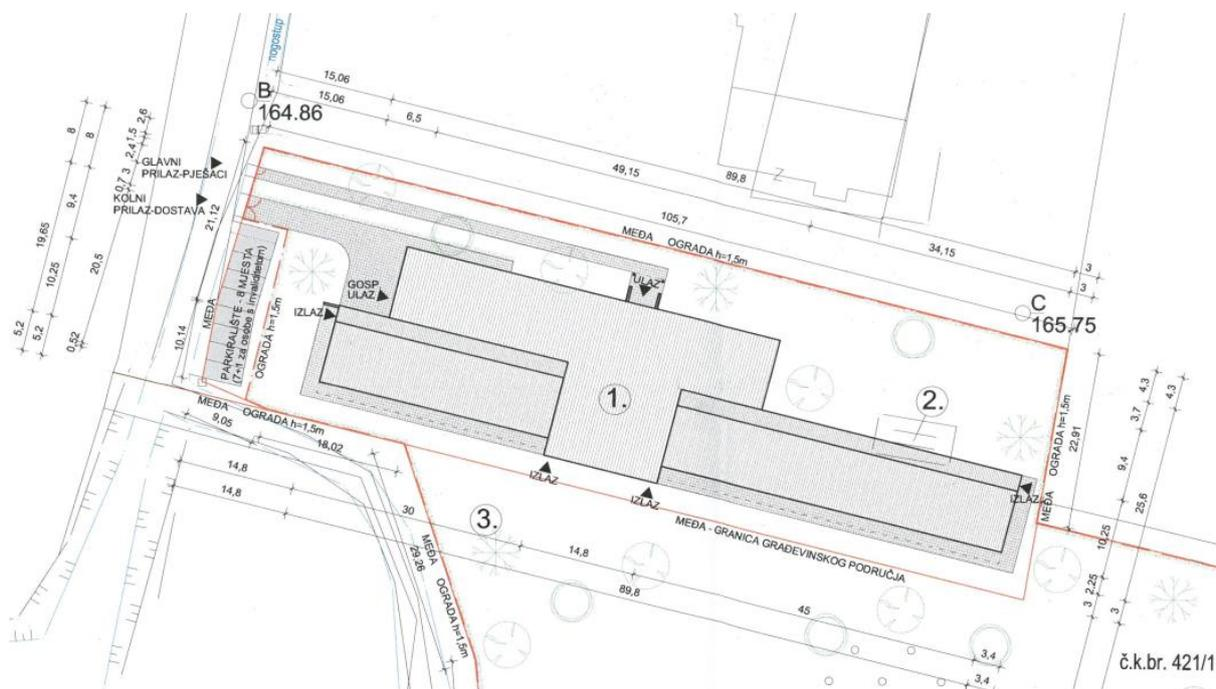 nogostup
15,06
B
164.86
15,06
6,5
49,15
89,8
105,7
34,15
3
3
8
8
2,6
1,5
2,4
3
0,7
GLAVNI
PRILAZ-PJEŠACI
KOLNI
PRILAZ-DOSTAVA
21,12
19,65
9,4
10,25
20,5
5,2
5,2
0,52
10,14
MEĐA
PARKIRALIŠTE - 8 MJESTA
(7+1 za osobe s invaliditetom)
OGRADA h=1,5m
MEĐA OGRADA h=1,5m
GOSP.
ULAZ
IZLAZ
"ULAZ"
C
165.75
1.
2.
3.
MEĐA OGRADA h=1,5m
22,91
4,3
4,3
3,7
9,4
25,6
10,25
2,25
3
3
MEĐA OGRADA h=1,5m
9,05
18,02
IZLAZ
IZLAZ
IZLAZ
MEĐA - GRANICA GRAĐEVINSKOG PODRUČJA
14,8
14,8
30
29,26
MEĐA OGRADA h=1,5m
14,8
89,8
45
3,4
3,4
č.k.br. 421/1